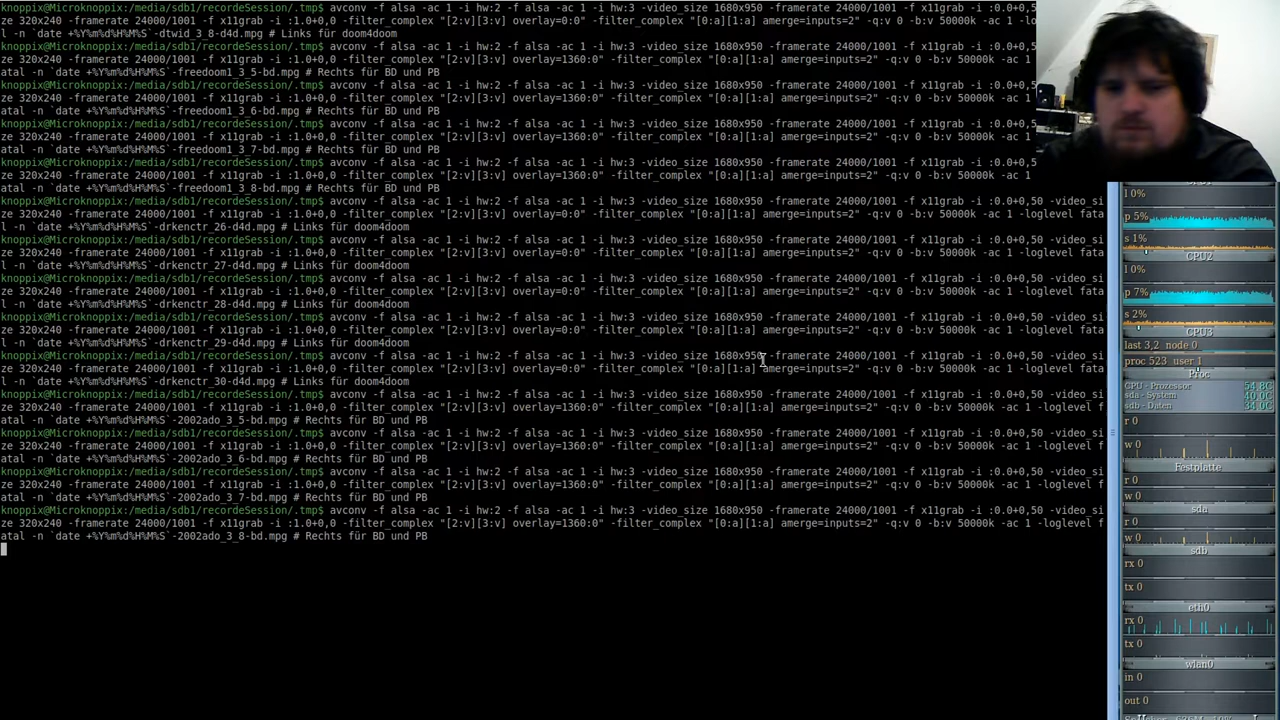 knoppix@Microknoppix:/media/sdb1/recordeSession/.tmp$ avconv -f alsa -ac 1 -i hw:2 -f alsa -ac 1 -i hw:3 -video_size 1680x950 -framerate 24000/1001 -f x11grab -i :0.0+0,
ze 320x240 -framerate 24000/1001 -f x11grab -i :1.0+0,0 -filter_complex "[2:v][3:v] overlay=0:0" -filter_complex "[0:a][1:a] amerge=inputs=2" -q:v 0 -b:v 50000k -ac 1 -lo
l -n `date +%Y%m%d%H%M%S`-dtwid_3_8-d4d.mpg # Links für doom4doom
knoppix@Microknoppix:/media/sdb1/recordeSession/.tmp$ avconv -f alsa -ac 1 -i hw:2 -f alsa -ac 1 -i hw:3 -video_size 1680x950 -framerate 24000/1001 -f x11grab -i :0.0+0,5
ze 320x240 -framerate 24000/1001 -f x11grab -i :1.0+0,0 -filter_complex "[2:v][3:v] overlay=1360:0" -filter_complex "[0:a][1:a] amerge=inputs=2" -q:v 0 -b:v 50000k -ac 1
atal -n `date +%Y%m%d%H%M%S`-freedoom1_3_5-bd.mpg # Rechts für BD und PB
knoppix@Microknoppix:/media/sdb1/recordeSession/.tmp$ avconv -f alsa -ac 1 -i hw:2 -f alsa -ac 1 -i hw:3 -video_size 1680x950 -framerate 24000/1001 -f x11grab -i :0.0+0,5
ze 320x240 -framerate 24000/1001 -f x11grab -i :1.0+0,0 -filter_complex "[2:v][3:v] overlay=1360:0" -filter_complex "[0:a][1:a] amerge=inputs=2" -q:v 0 -b:v 50000k -ac 1
atal -n `date +%Y%m%d%H%M%S`-freedoom1_3_6-bd.mpg # Rechts für BD und PB
knoppix@Microknoppix:/media/sdb1/recordeSession/.tmp$ avconv -f alsa -ac 1 -i hw:2 -f alsa -ac 1 -i hw:3 -video_size 1680x950 -framerate 24000/1001 -f x11grab -i :0.0+0,5
ze 320x240 -framerate 24000/1001 -f x11grab -i :1.0+0,0 -filter_complex "[2:v][3:v] overlay=1360:0" -filter_complex "[0:a][1:a] amerge=inputs=2" -q:v 0 -b:v 50000k -ac 1
atal -n `date +%Y%m%d%H%M%S`-freedoom1_3_7-bd.mpg # Rechts für BD und PB
knoppix@Microknoppix:/media/sdb1/recordeSession/.tmp$ avconv -f alsa -ac 1 -i hw:2 -f alsa -ac 1 -i hw:3 -video_size 1680x950 -framerate 24000/1001 -f x11grab -i :0.0+0,5
ze 320x240 -framerate 24000/1001 -f x11grab -i :1.0+0,0 -filter_complex "[2:v][3:v] overlay=1360:0" -filter_complex "[0:a][1:a] amerge=inputs=2" -q:v 0 -b:v 50000k -ac 1
atal -n `date +%Y%m%d%H%M%S`-freedoom1_3_8-bd.mpg # Rechts für BD und PB
knoppix@Microknoppix:/media/sdb1/recordeSession/.tmp$ avconv -f alsa -ac 1 -i hw:2 -f alsa -ac 1 -i hw:3 -video_size 1680x950 -framerate 24000/1001 -f x11grab -i :0.0+0,50 -video_si
ze 320x240 -framerate 24000/1001 -f x11grab -i :1.0+0,0 -filter_complex "[2:v][3:v] overlay=0:0" -filter_complex "[0:a][1:a] amerge=inputs=2" -q:v 0 -b:v 50000k -ac 1 -loglevel fata
l -n `date +%Y%m%d%H%M%S`-drkenctr_26-d4d.mpg # Links für doom4doom
knoppix@Microknoppix:/media/sdb1/recordeSession/.tmp$ avconv -f alsa -ac 1 -i hw:2 -f alsa -ac 1 -i hw:3 -video_size 1680x950 -framerate 24000/1001 -f x11grab -i :0.0+0,50 -video_si
ze 320x240 -framerate 24000/1001 -f x11grab -i :1.0+0,0 -filter_complex "[2:v][3:v] overlay=0:0" -filter_complex "[0:a][1:a] amerge=inputs=2" -q:v 0 -b:v 50000k -ac 1 -loglevel fata
l -n `date +%Y%m%d%H%M%S`-drkenctr_27-d4d.mpg # Links für doom4doom
knoppix@Microknoppix:/media/sdb1/recordeSession/.tmp$ avconv -f alsa -ac 1 -i hw:2 -f alsa -ac 1 -i hw:3 -video_size 1680x950 -framerate 24000/1001 -f x11grab -i :0.0+0,50 -video_si
ze 320x240 -framerate 24000/1001 -f x11grab -i :1.0+0,0 -filter_complex "[2:v][3:v] overlay=0:0" -filter_complex "[0:a][1:a] amerge=inputs=2" -q:v 0 -b:v 50000k -ac 1 -loglevel fata
l -n `date +%Y%m%d%H%M%S`-drkenctr_28-d4d.mpg # Links für doom4doom
knoppix@Microknoppix:/media/sdb1/recordeSession/.tmp$ avconv -f alsa -ac 1 -i hw:2 -f alsa -ac 1 -i hw:3 -video_size 1680x950 -framerate 24000/1001 -f x11grab -i :0.0+0,50 -video_si
ze 320x240 -framerate 24000/1001 -f x11grab -i :1.0+0,0 -filter_complex "[2:v][3:v] overlay=0:0" -filter_complex "[0:a][1:a] amerge=inputs=2" -q:v 0 -b:v 50000k -ac 1 -loglevel fata
l -n `date +%Y%m%d%H%M%S`-drkenctr_29-d4d.mpg # Links für doom4doom
knoppix@Microknoppix:/media/sdb1/recordeSession/.tmp$ avconv -f alsa -ac 1 -i hw:2 -f alsa -ac 1 -i hw:3 -video_size 1680x950 -framerate 24000/1001 -f x11grab -i :0.0+0,50 -video_si
ze 320x240 -framerate 24000/1001 -f x11grab -i :1.0+0,0 -filter_complex "[2:v][3:v] overlay=0:0" -filter_complex "[0:a][1:a] amerge=inputs=2" -q:v 0 -b:v 50000k -ac 1 -loglevel fata
l -n `date +%Y%m%d%H%M%S`-drkenctr_30-d4d.mpg # Links für doom4doom
knoppix@Microknoppix:/media/sdb1/recordeSession/.tmp$ avconv -f alsa -ac 1 -i hw:2 -f alsa -ac 1 -i hw:3 -video_size 1680x950 -framerate 24000/1001 -f x11grab -i :0.0+0,50 -video_si
ze 320x240 -framerate 24000/1001 -f x11grab -i :1.0+0,0 -filter_complex "[2:v][3:v] overlay=1360:0" -filter_complex "[0:a][1:a] amerge=inputs=2" -q:v 0 -b:v 50000k -ac 1 -loglevel f
atal -n `date +%Y%m%d%H%M%S`-2002ado_3_5-bd.mpg # Rechts für BD und PB
knoppix@Microknoppix:/media/sdb1/recordeSession/.tmp$ avconv -f alsa -ac 1 -i hw:2 -f alsa -ac 1 -i hw:3 -video_size 1680x950 -framerate 24000/1001 -f x11grab -i :0.0+0,50 -video_si
ze 320x240 -framerate 24000/1001 -f x11grab -i :1.0+0,0 -filter_complex "[2:v][3:v] overlay=1360:0" -filter_complex "[0:a][1:a] amerge=inputs=2" -q:v 0 -b:v 50000k -ac 1 -loglevel f
atal -n `date +%Y%m%d%H%M%S`-2002ado_3_6-bd.mpg # Rechts für BD und PB
knoppix@Microknoppix:/media/sdb1/recordeSession/.tmp$ avconv -f alsa -ac 1 -i hw:2 -f alsa -ac 1 -i hw:3 -video_size 1680x950 -framerate 24000/1001 -f x11grab -i :0.0+0,50 -video_si
ze 320x240 -framerate 24000/1001 -f x11grab -i :1.0+0,0 -filter_complex "[2:v][3:v] overlay=1360:0" -filter_complex "[0:a][1:a] amerge=inputs=2" -q:v 0 -b:v 50000k -ac 1 -loglevel f
atal -n `date +%Y%m%d%H%M%S`-2002ado_3_7-bd.mpg # Rechts für BD und PB
knoppix@Microknoppix:/media/sdb1/recordeSession/.tmp$ avconv -f alsa -ac 1 -i hw:2 -f alsa -ac 1 -i hw:3 -video_size 1680x950 -framerate 24000/1001 -f x11grab -i :0.0+0,50 -video_si
ze 320x240 -framerate 24000/1001 -f x11grab -i :1.0+0,0 -filter_complex "[2:v][3:v] overlay=1360:0" -filter_complex "[0:a][1:a] amerge=inputs=2" -q:v 0 -b:v 50000k -ac 1 -loglevel f
atal -n `date +%Y%m%d%H%M%S`-2002ado_3_8-bd.mpg # Rechts für BD und PB
l 0%
p 5%
s 1%
CPU2
l 0%
p 7%
s 2%
CPU3
last 3,2 node 0
proc 523 user 1
Proc
CPU - Prozessor 54.8C
sda - System 40.0C
sdb - Daten 34.0C
r 0
w 0
Festplatte
r 0
w 0
sda
r 0
w 0
sdb
rx 0
tx 0
eth0
rx 0
tx 0
wlan0
in 0
out 0